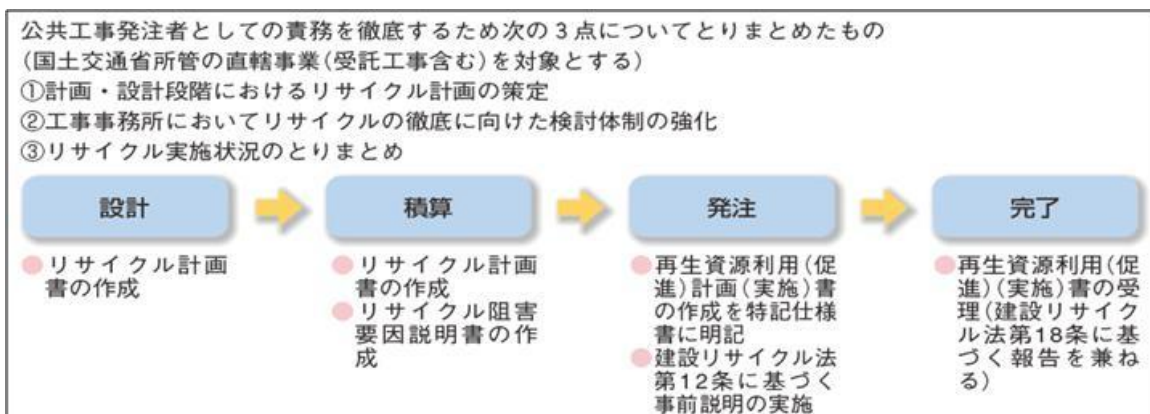 公共工事発注者としての責務を徹底するため次の3点についてとりまとめたもの
(国土交通省所管の直轄事業(受託工事含む)を対象とする)
①計画・設計段階におけるリサイクル計画の策定
②工事事務所においてリサイクルの徹底に向けた検討体制の強化
③リサイクル実施状況のとりまとめ
設計
リサイクル計画
書の作成
積算
リサイクル計画
書の作成
リサイクル阻害
要因説明書の作
成
発注
再生資源利用(促
進)計画(実施)書
の作成を特記仕様
書に明記
建設リサイクル法
第12条に基づく
事前説明の実施
完了
再生資源利用(促
進)(実施)書の受
理(建設リサイク
ル法第18条に基
づく報告を兼ね
る)